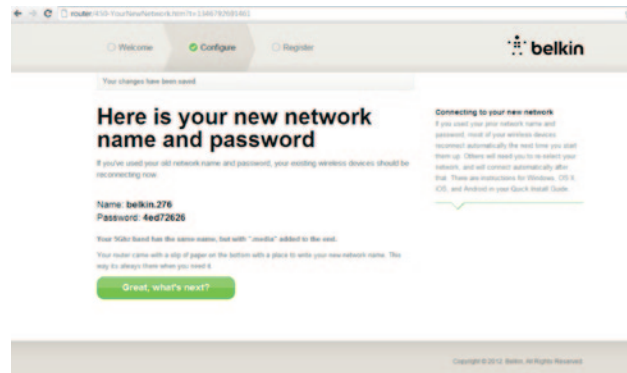 router/450-YourNewNetwork.htm?t=1346792685461
Welcome
Configure
Register
belkin
Your changes have been saved
Here is your new network
name and password
If you've used your old network name and password, your existing wireless devices should be
reconnecting now.
Name: belkin.276
Password: 4ed72626
Your 5Ghz band has the same name, but with ".media" added to the end.
Your router came with a slip of paper on the bottom with a place to write your new network name. This
way its always there when you need it.
Great, what's next?
Connecting to your new network
If you used your prior network name and
password, most of your wireless devices
reconnect automatically the next time you start
them up. Others will need you to re-select your
network, and will connect automatically after
that. There are instructions for Windows, OS X,
iOS, and Android in your Quick Install Guide.
Copyright © 2012 Belkin. All Rights Reserved.